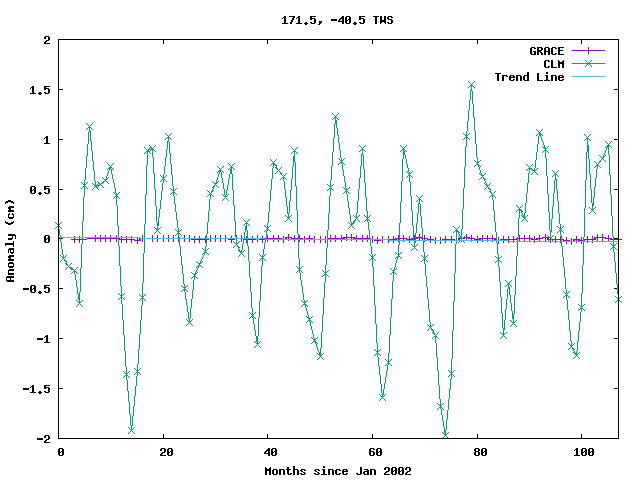 171.5, -40.5 TWS
GRACE
CLM
Trend Line
2
1.5
1
0.5
0
-0.5
-1
-1.5
-2
Anomaly (cm)
0 20 40 60 80 100
Months since Jan 2002